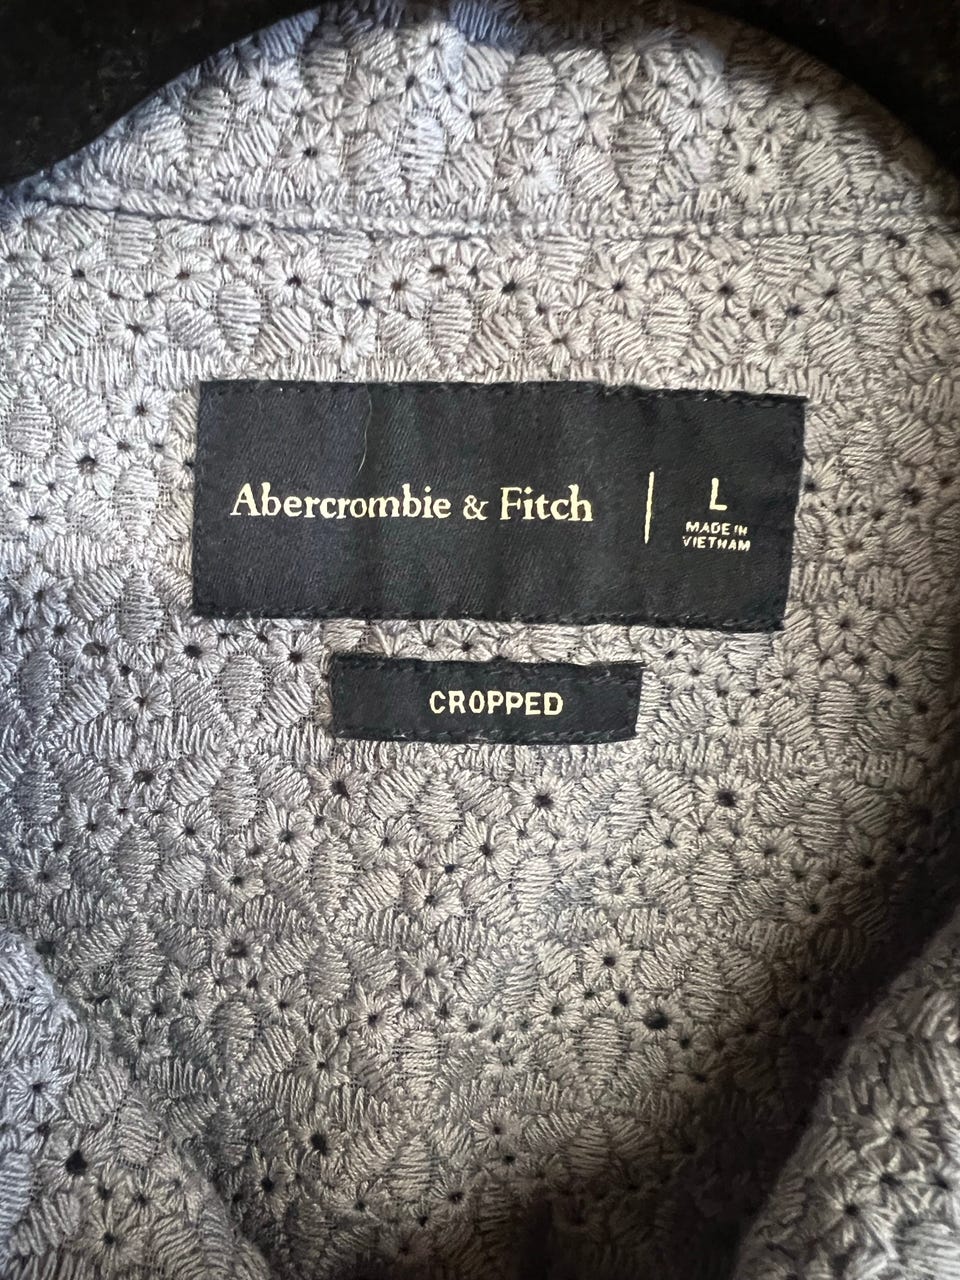 Abercrombie & Fitch
L
MADE IN
VIETNAM
CROPPED